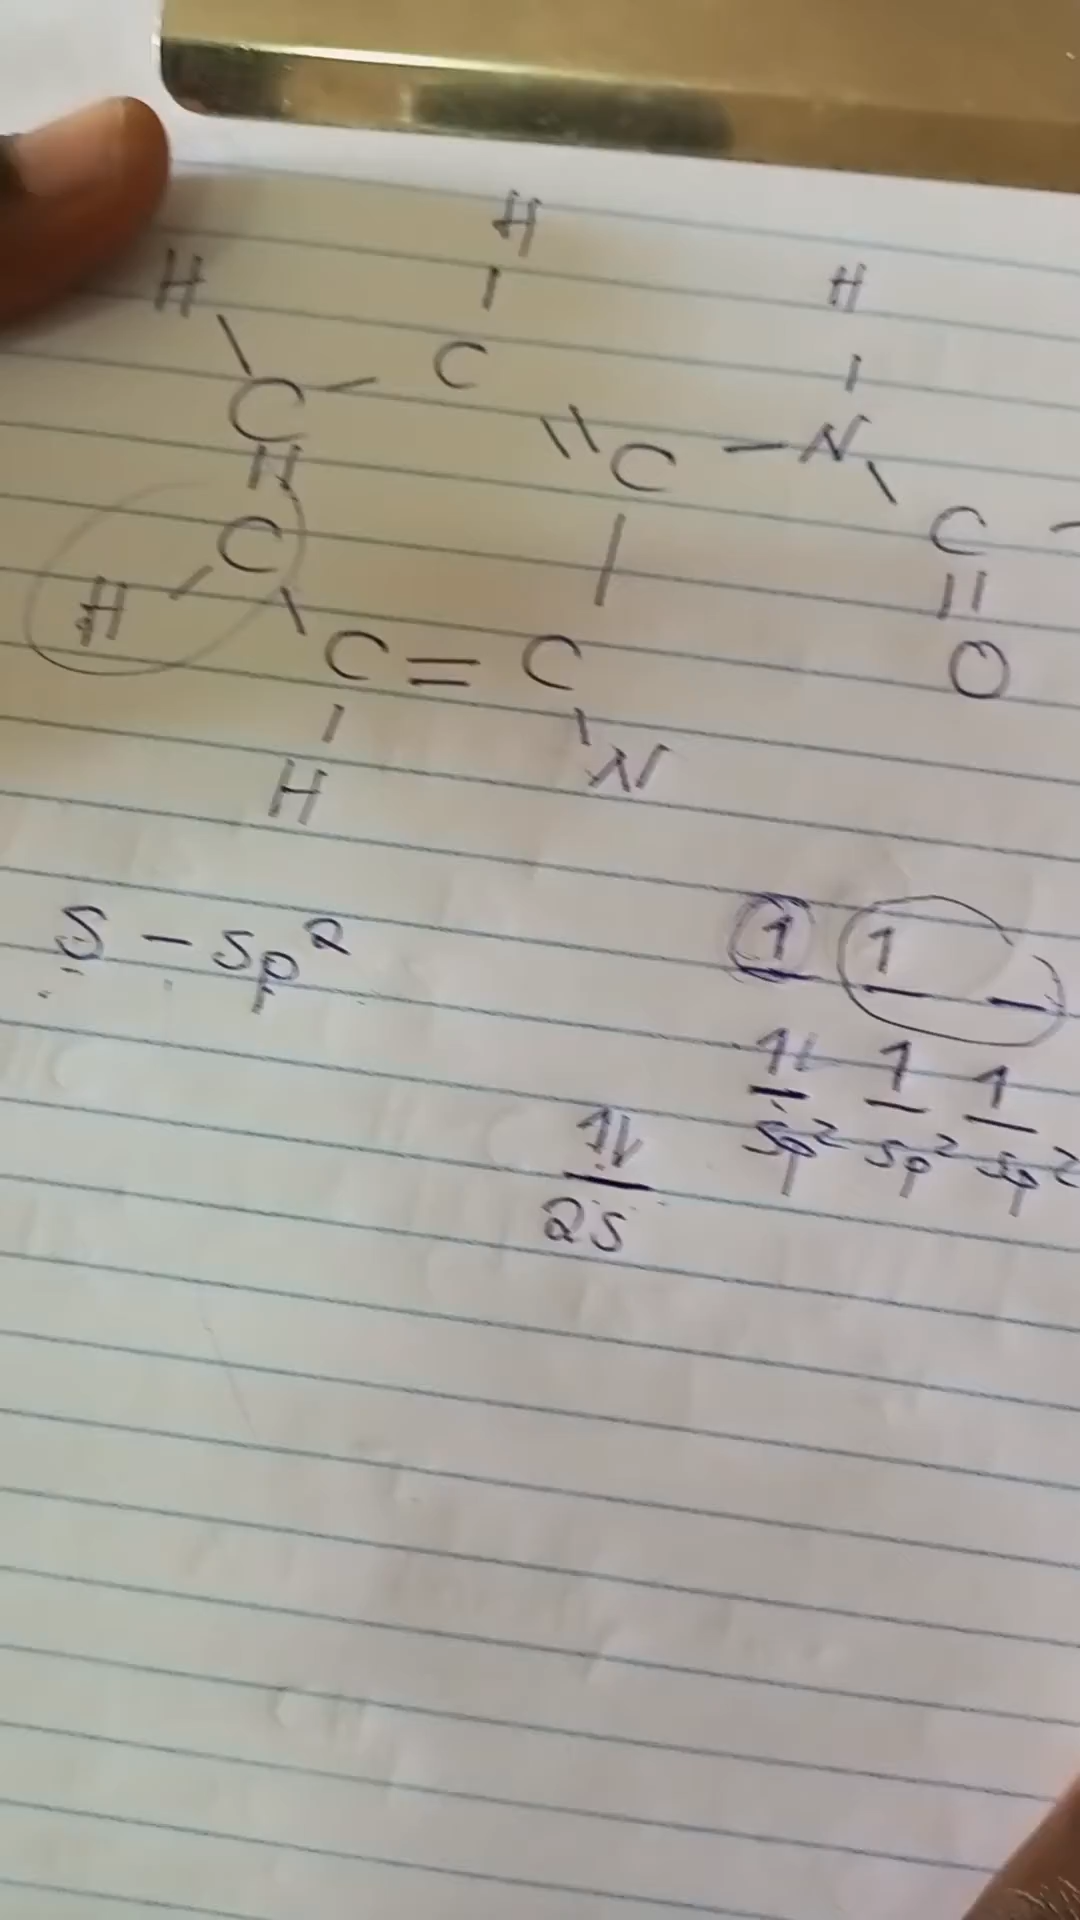 H
H H
C – C
= C – N
H C –
C | ||
H O
C = C
H N
S – sp²
1 1
1l 1 1
sp² sp² sp²
1l
2s